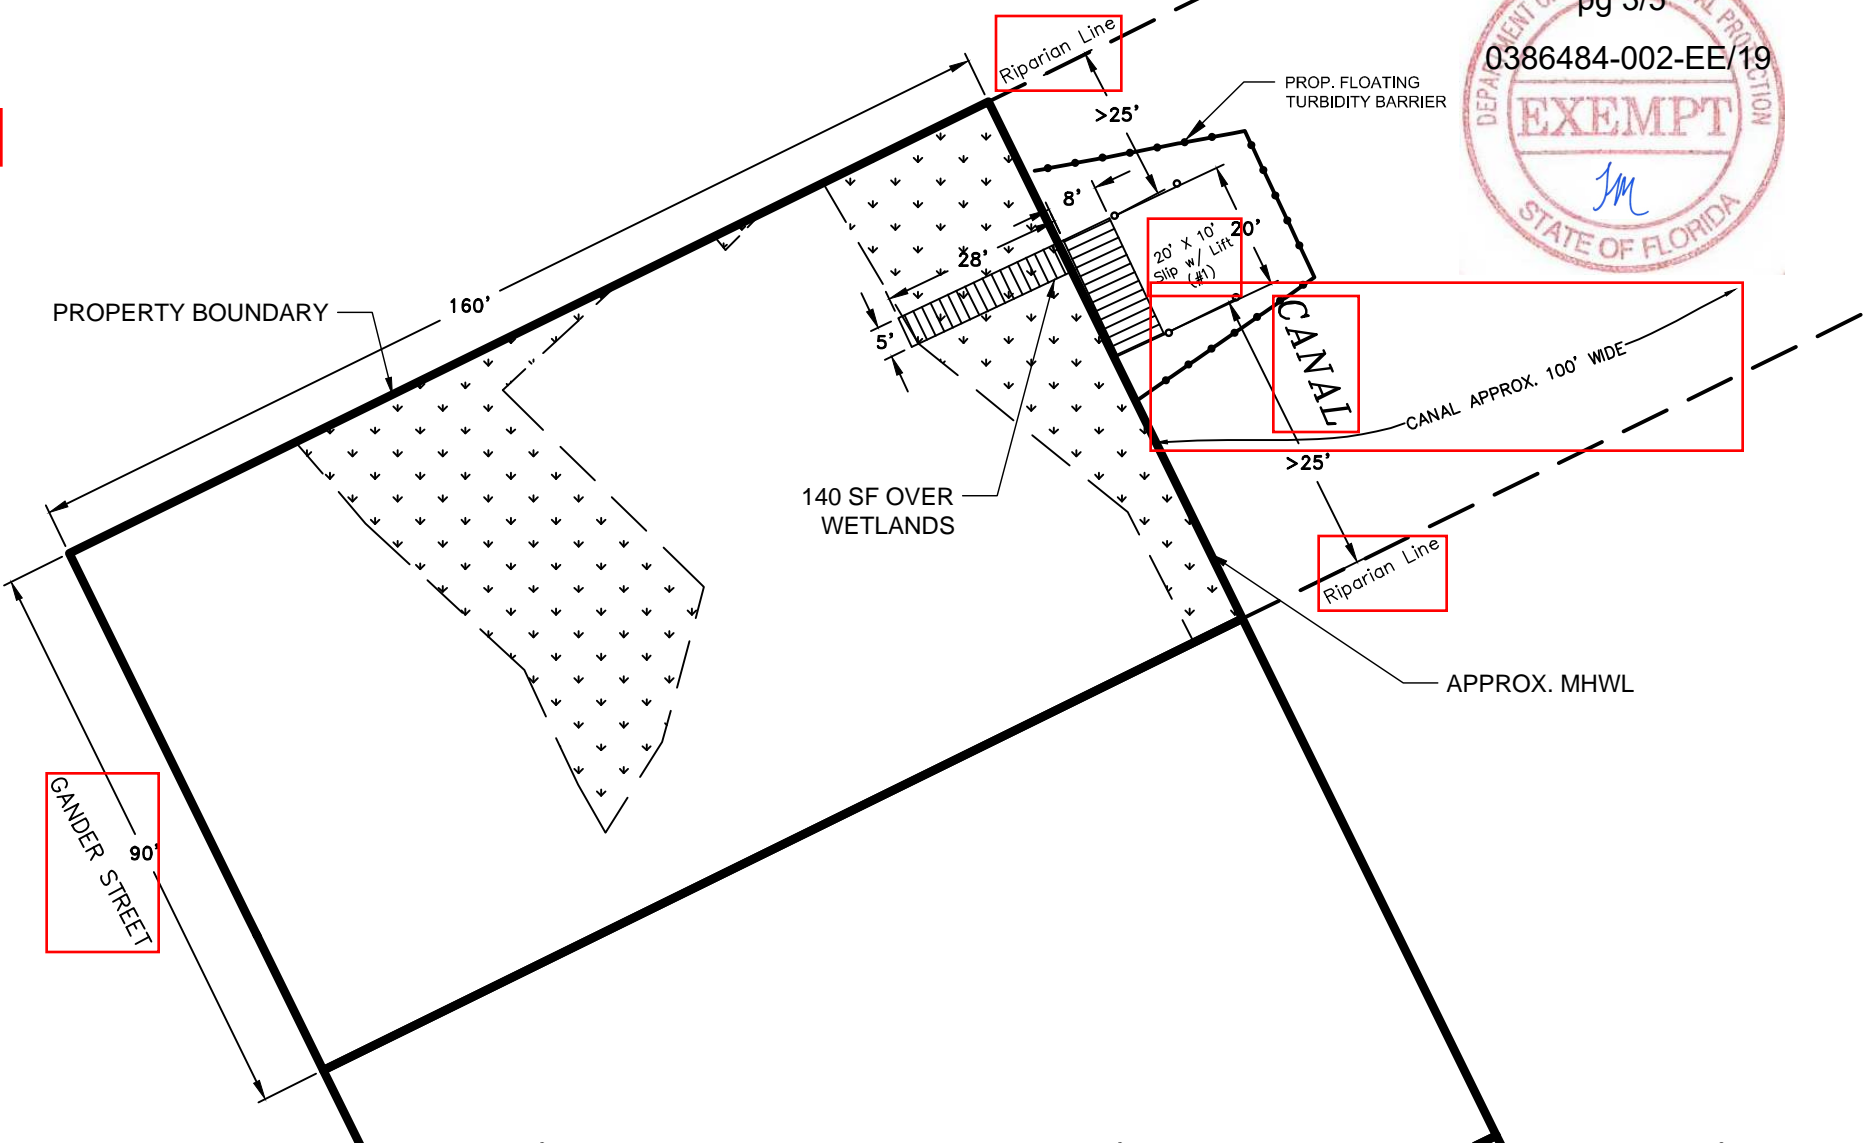 pg 5/5
0386484-002-EE/19
EXEMPT
STATE OF FLORIDA
Riparian Line
PROP. FLOATING
TURBIDITY BARRIER
>25'
8'
20' X 10'
Slip w/ Lift
(#1)
20'
28'
5'
160'
PROPERTY BOUNDARY
CANAL
CANAL APPROX. 100' WIDE
>25'
140 SF OVER
WETLANDS
Riparian Line
APPROX. MHWL
GANDER STREET
90'